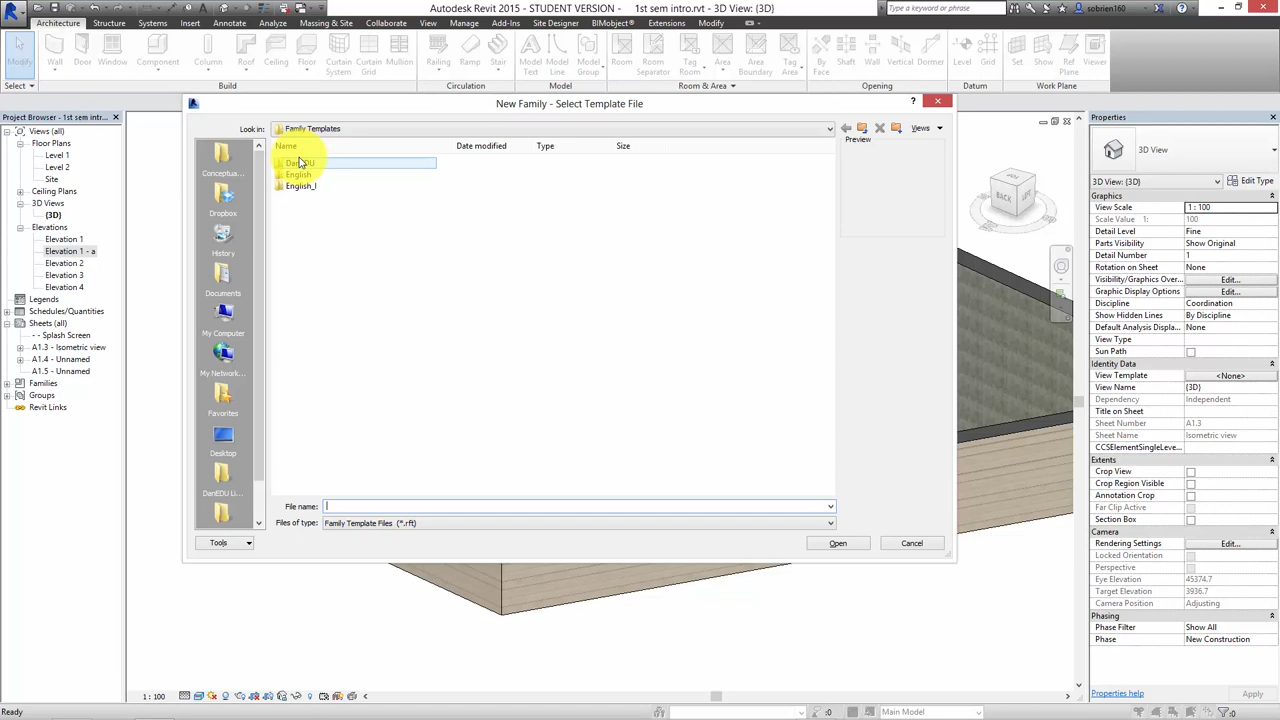 Autodesk Revit 2015 - STUDENT VERSION - 1st sem intro.rvt - 3D View: {3D}
Type a keyword or phrase
sobrien160
Architecture Structure Systems Insert Annotate Analyze Massing & Site Collaborate View Manage Add-Ins Site Designer BIMobject® Extensions Modify
Modify Wall Door Window Component Column Roof Ceiling Floor Curtain System Curtain Grid Mullion Railing Ramp Stair Model Text Model Line Model Group Room Room Separator Tag Room Area Area Boundary Tag Area By Face Shaft Wall Vertical Dormer Level Grid Set Show Ref Plane Viewer
Select Build Circulation Model Room & Area Opening Datum Work Plane
Project Browser - 1st sem intro.rvt
Views (all)
Floor Plans
Level 1
Level 2
Site
Ceiling Plans
3D Views
{3D}
Elevations
Elevation 1
Elevation 1 - a
Elevation 2
Elevation 3
Elevation 4
Legends
Schedules/Quantities
Sheets (all)
- - Splash Screen
A1.3 - Isometric view
A1.4 - Unnamed
A1.5 - Unnamed
Families
Groups
Revit Links
New Family - Select Template File
Look in: Family Templates
Views
Name Date modified Type Size
DanEDU
English
English_I
Preview
Conceptua...
Dropbox
History
Documents
My Computer
My Network...
Favorites
Desktop
DanEDU Li...
File name:
Files of type: Family Template Files (*.rft)
Tools
Open
Cancel
BACK
LEFT
Properties
3D View
3D View: {3D} Edit Type
Graphics
View Scale 1 : 100
Scale Value 1: 100
Detail Level Fine
Parts Visibility Show Original
Detail Number 1
Rotation on Sheet None
Visibility/Graphics Over... Edit...
Graphic Display Options Edit...
Discipline Coordination
Show Hidden Lines By Discipline
Default Analysis Displa... None
View Type
Sun Path
Identity Data
View Template <None>
View Name {3D}
Dependency Independent
Title on Sheet
Sheet Number A1.3
Sheet Name Isometric view
CCSElementSingleLeve...
Extents
Crop View
Crop Region Visible
Annotation Crop
Far Clip Active
Section Box
Camera
Rendering Settings Edit...
Locked Orientation
Perspective
Eye Elevation 45374.7
Target Elevation 3936.7
Camera Position Adjusting
Phasing
Phase Filter Show All
Phase New Construction
Properties help
Apply
1 : 100
Ready
:0
Main Model
:0